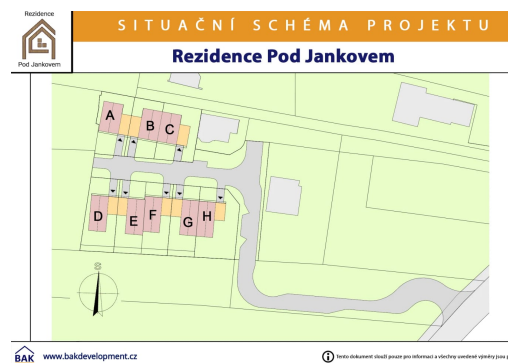 Rezidence
Pod Jankovem
SITUAČNÍ SCHÉMA PROJEKTU
Rezidence Pod Jankovem
A
B
C
D
E
F
G
H
S
BAK
www.bakdevelopment.cz
Tento dokument slouží pouze pro informaci a všechny uvedené výměry jsou